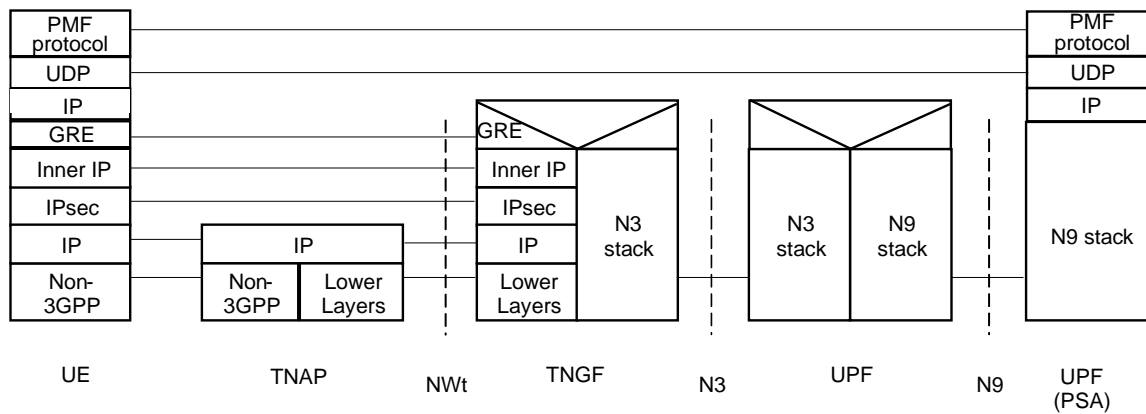 PMF
protocol
UDP
IP
GRE
Inner IP
IPsec
IP
Non-
3GPP
UE
IP
Non-
3GPP
Lower
Layers
TNAP
NWt
GRE
Inner IP
IPsec
IP
Lower
Layers
N3
stack
TNGF
N3
N3
stack
N9
stack
UPF
N9
PMF
protocol
UDP
IP
N9 stack
UPF
(PSA)